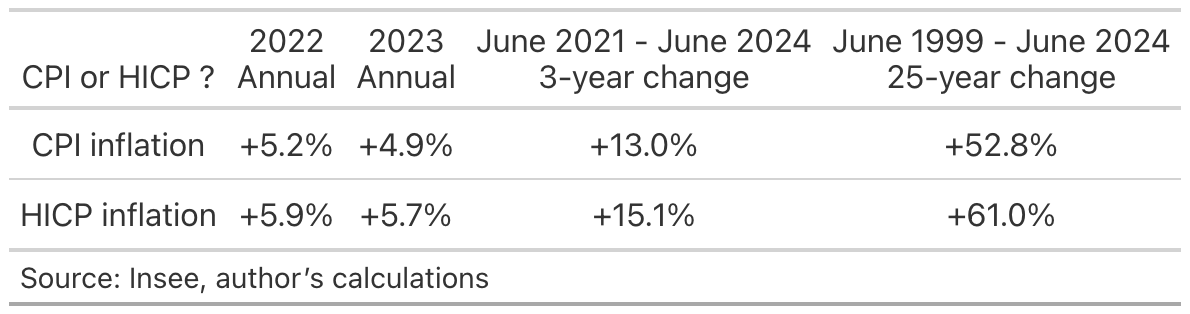 2022 2023 June 2021 - June 2024 June 1999 - June 2024
CPI or HICP ? Annual Annual 3-year change 25-year change
CPI inflation +5.2% +4.9% +13.0% +52.8%
HICP inflation +5.9% +5.7% +15.1% +61.0%
Source: Insee, author’s calculations